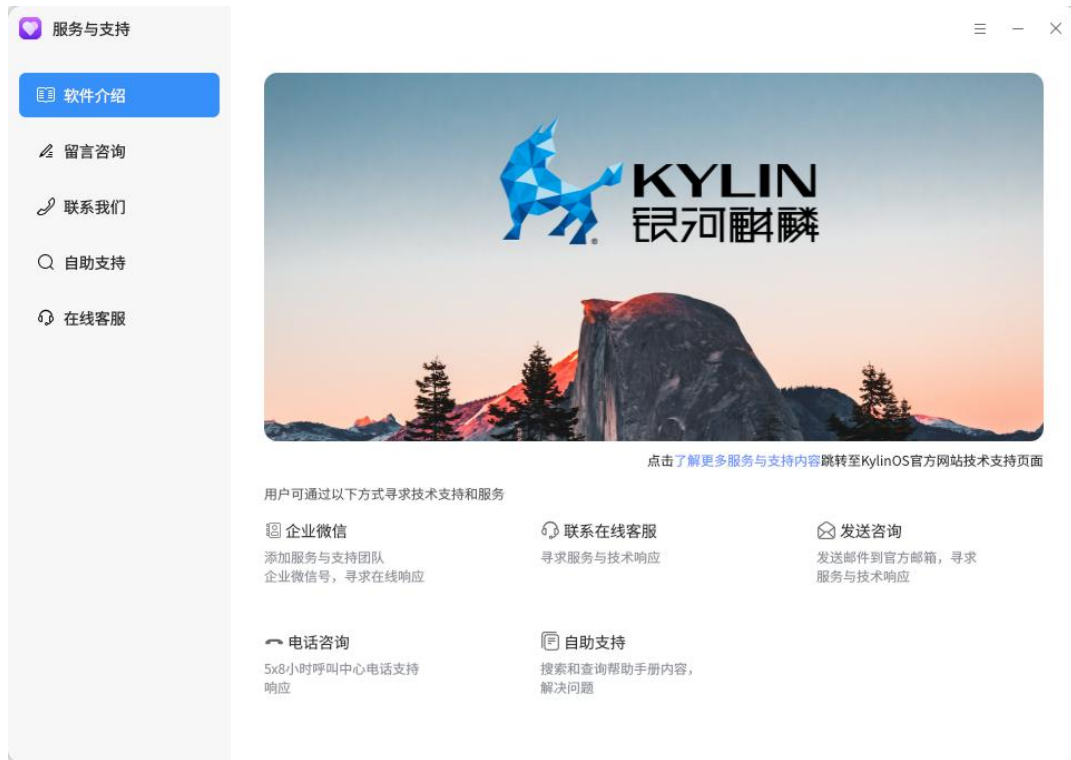 服务与支持
软件介绍
留言咨询
联系我们
自助支持
在线客服
KYLIN
银河麒麟
点击了解更多服务与支持内容跳转至KylinOS官方网站技术支持页面
用户可通过以下方式寻求技术支持和服务
企业微信
添加服务与支持团队
企业微信号，寻求在线响应
联系在线客服
寻求服务与技术响应
发送咨询
发送邮件到官方邮箱，寻求
服务与技术响应
电话咨询
5x8小时呼叫中心电话支持
响应
自助支持
搜索和查询帮助手册内容，
解决问题